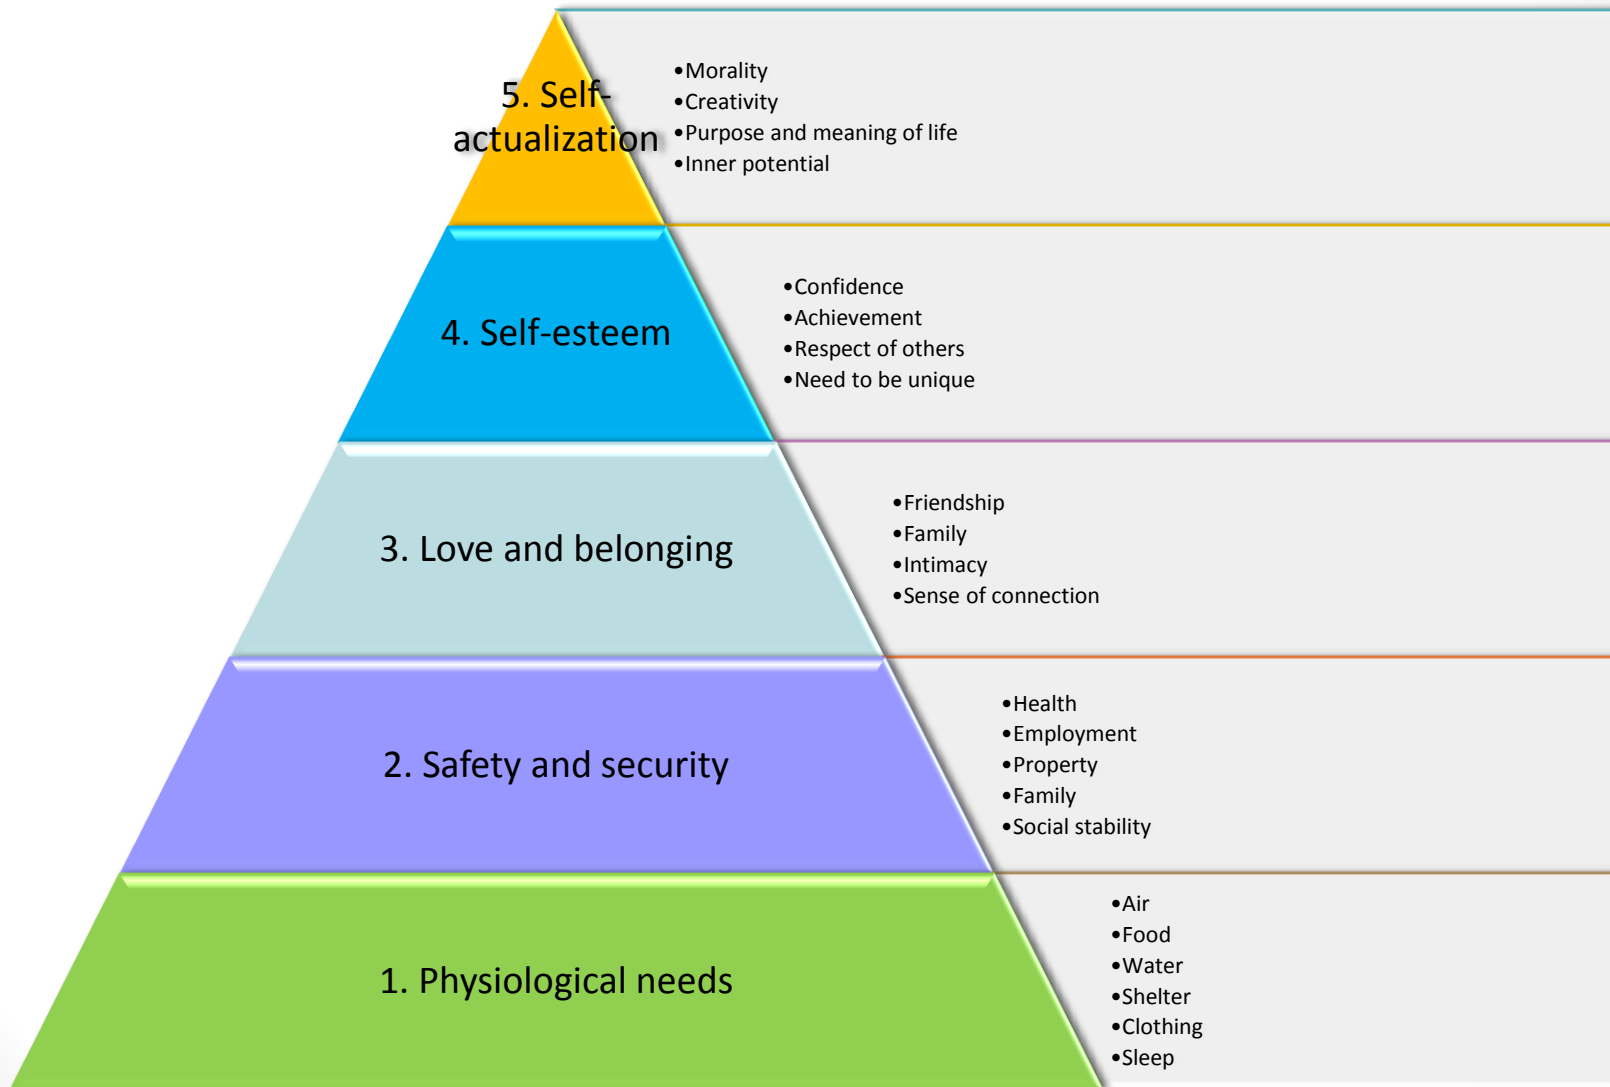 5. Self-
actualization
•Morality
•Creativity
•Purpose and meaning of life
•Inner potential
4. Self-esteem
•Confidence
•Achievement
•Respect of others
•Need to be unique
3. Love and belonging
•Friendship
•Family
•Intimacy
•Sense of connection
2. Safety and security
•Health
•Employment
•Property
•Family
•Social stability
1. Physiological needs
•Air
•Food
•Water
•Shelter
•Clothing
•Sleep